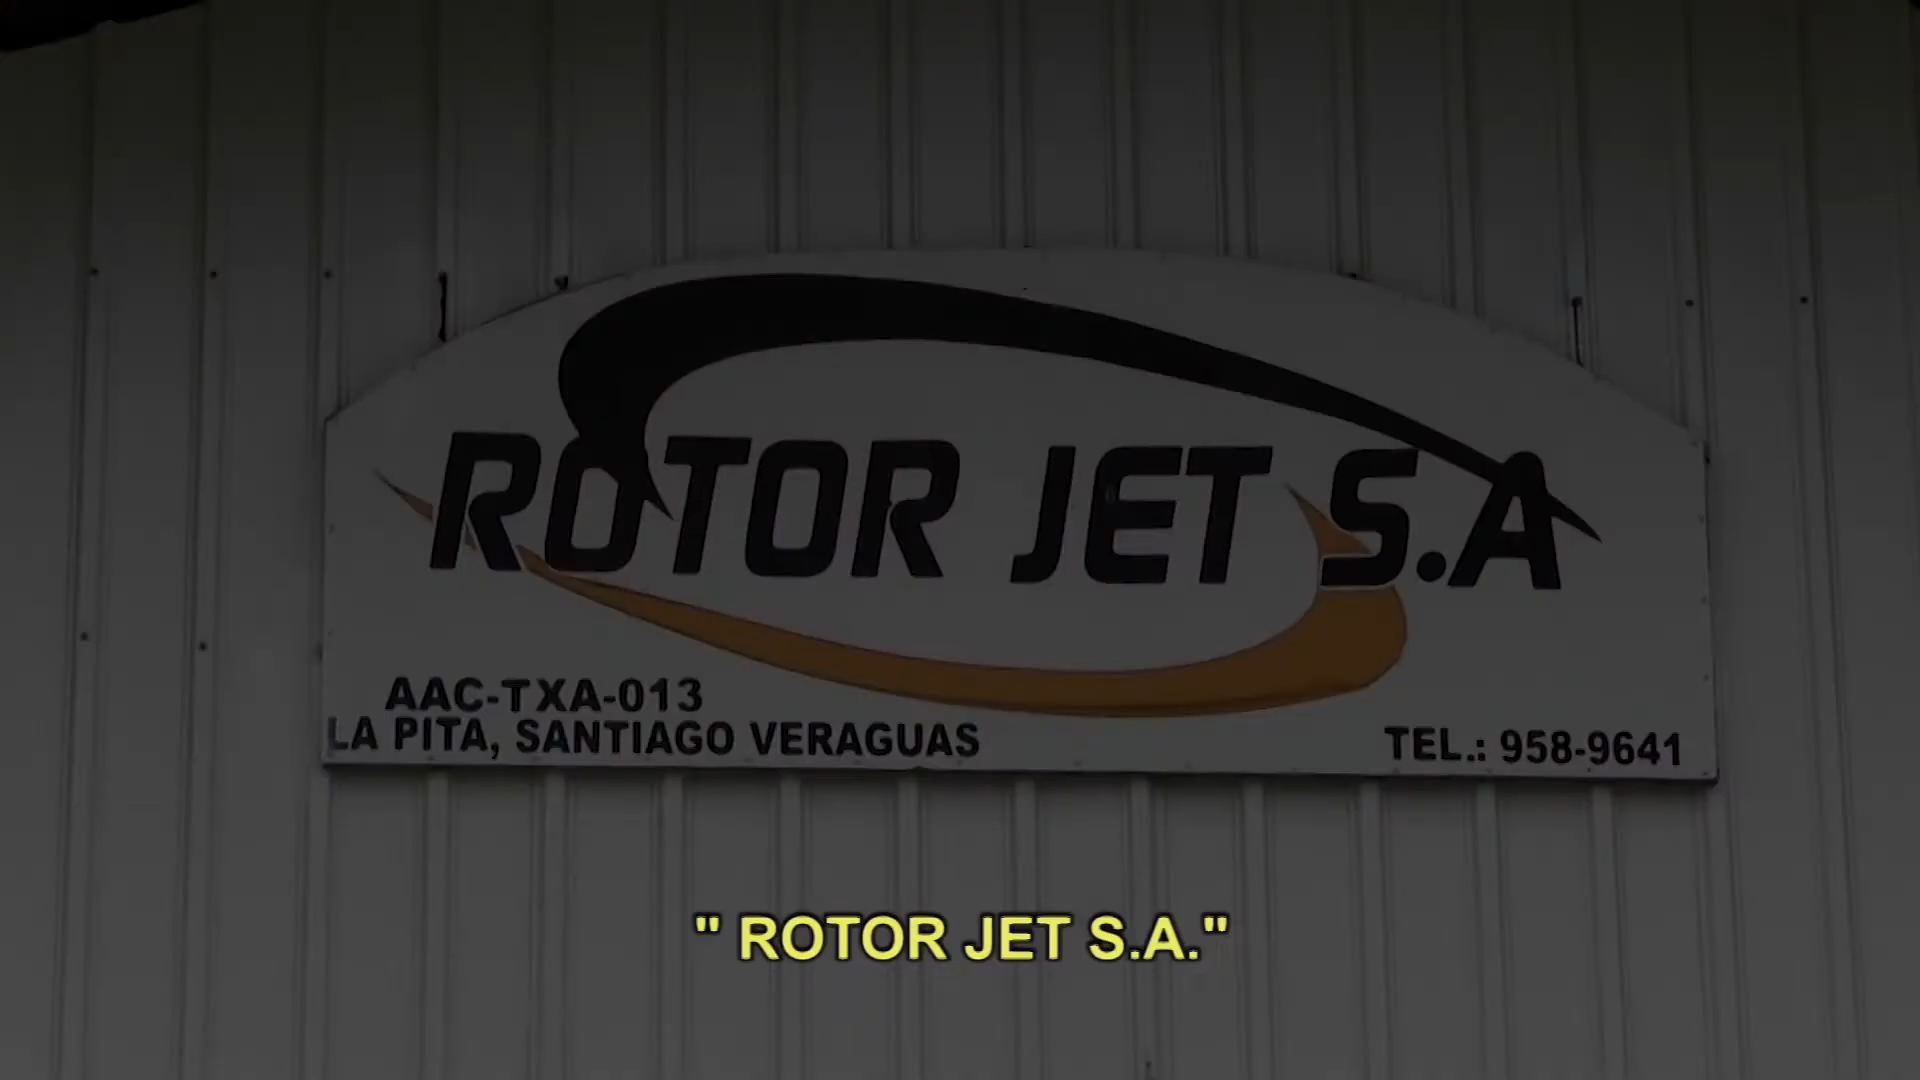 ROTOR JET S.A
AAC-TXA-013
LA PITA, SANTIAGO VERAGUAS
TEL.: 958-9641
" ROTOR JET S.A."